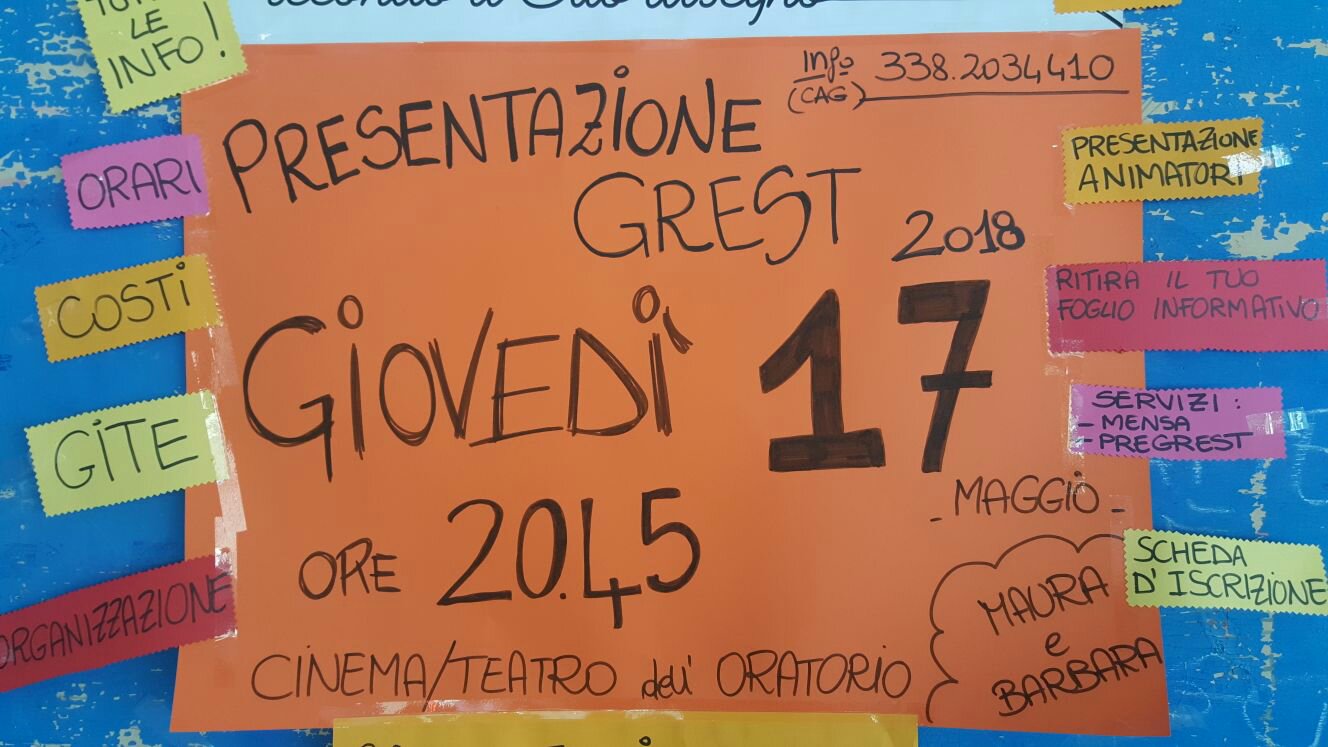 LE
INFO!
ORARI
COSTI
GITE
ORGANIZZAZIONE
Info 338.2034410
(CAG)
PRESENTAZIONE
GREST 2018
GIOVEDÌ 17
- MAGGIO -
ORE 20.45
CINEMA/TEATRO dell' ORATORIO
MAURA
e
BARBARA
PRESENTAZIONE
ANIMATORI
RITIRA IL TUO
FOGLIO INFORMATIVO
SERVIZI:
- MENSA
- PREGREST
SCHEDA
D'ISCRIZIONE